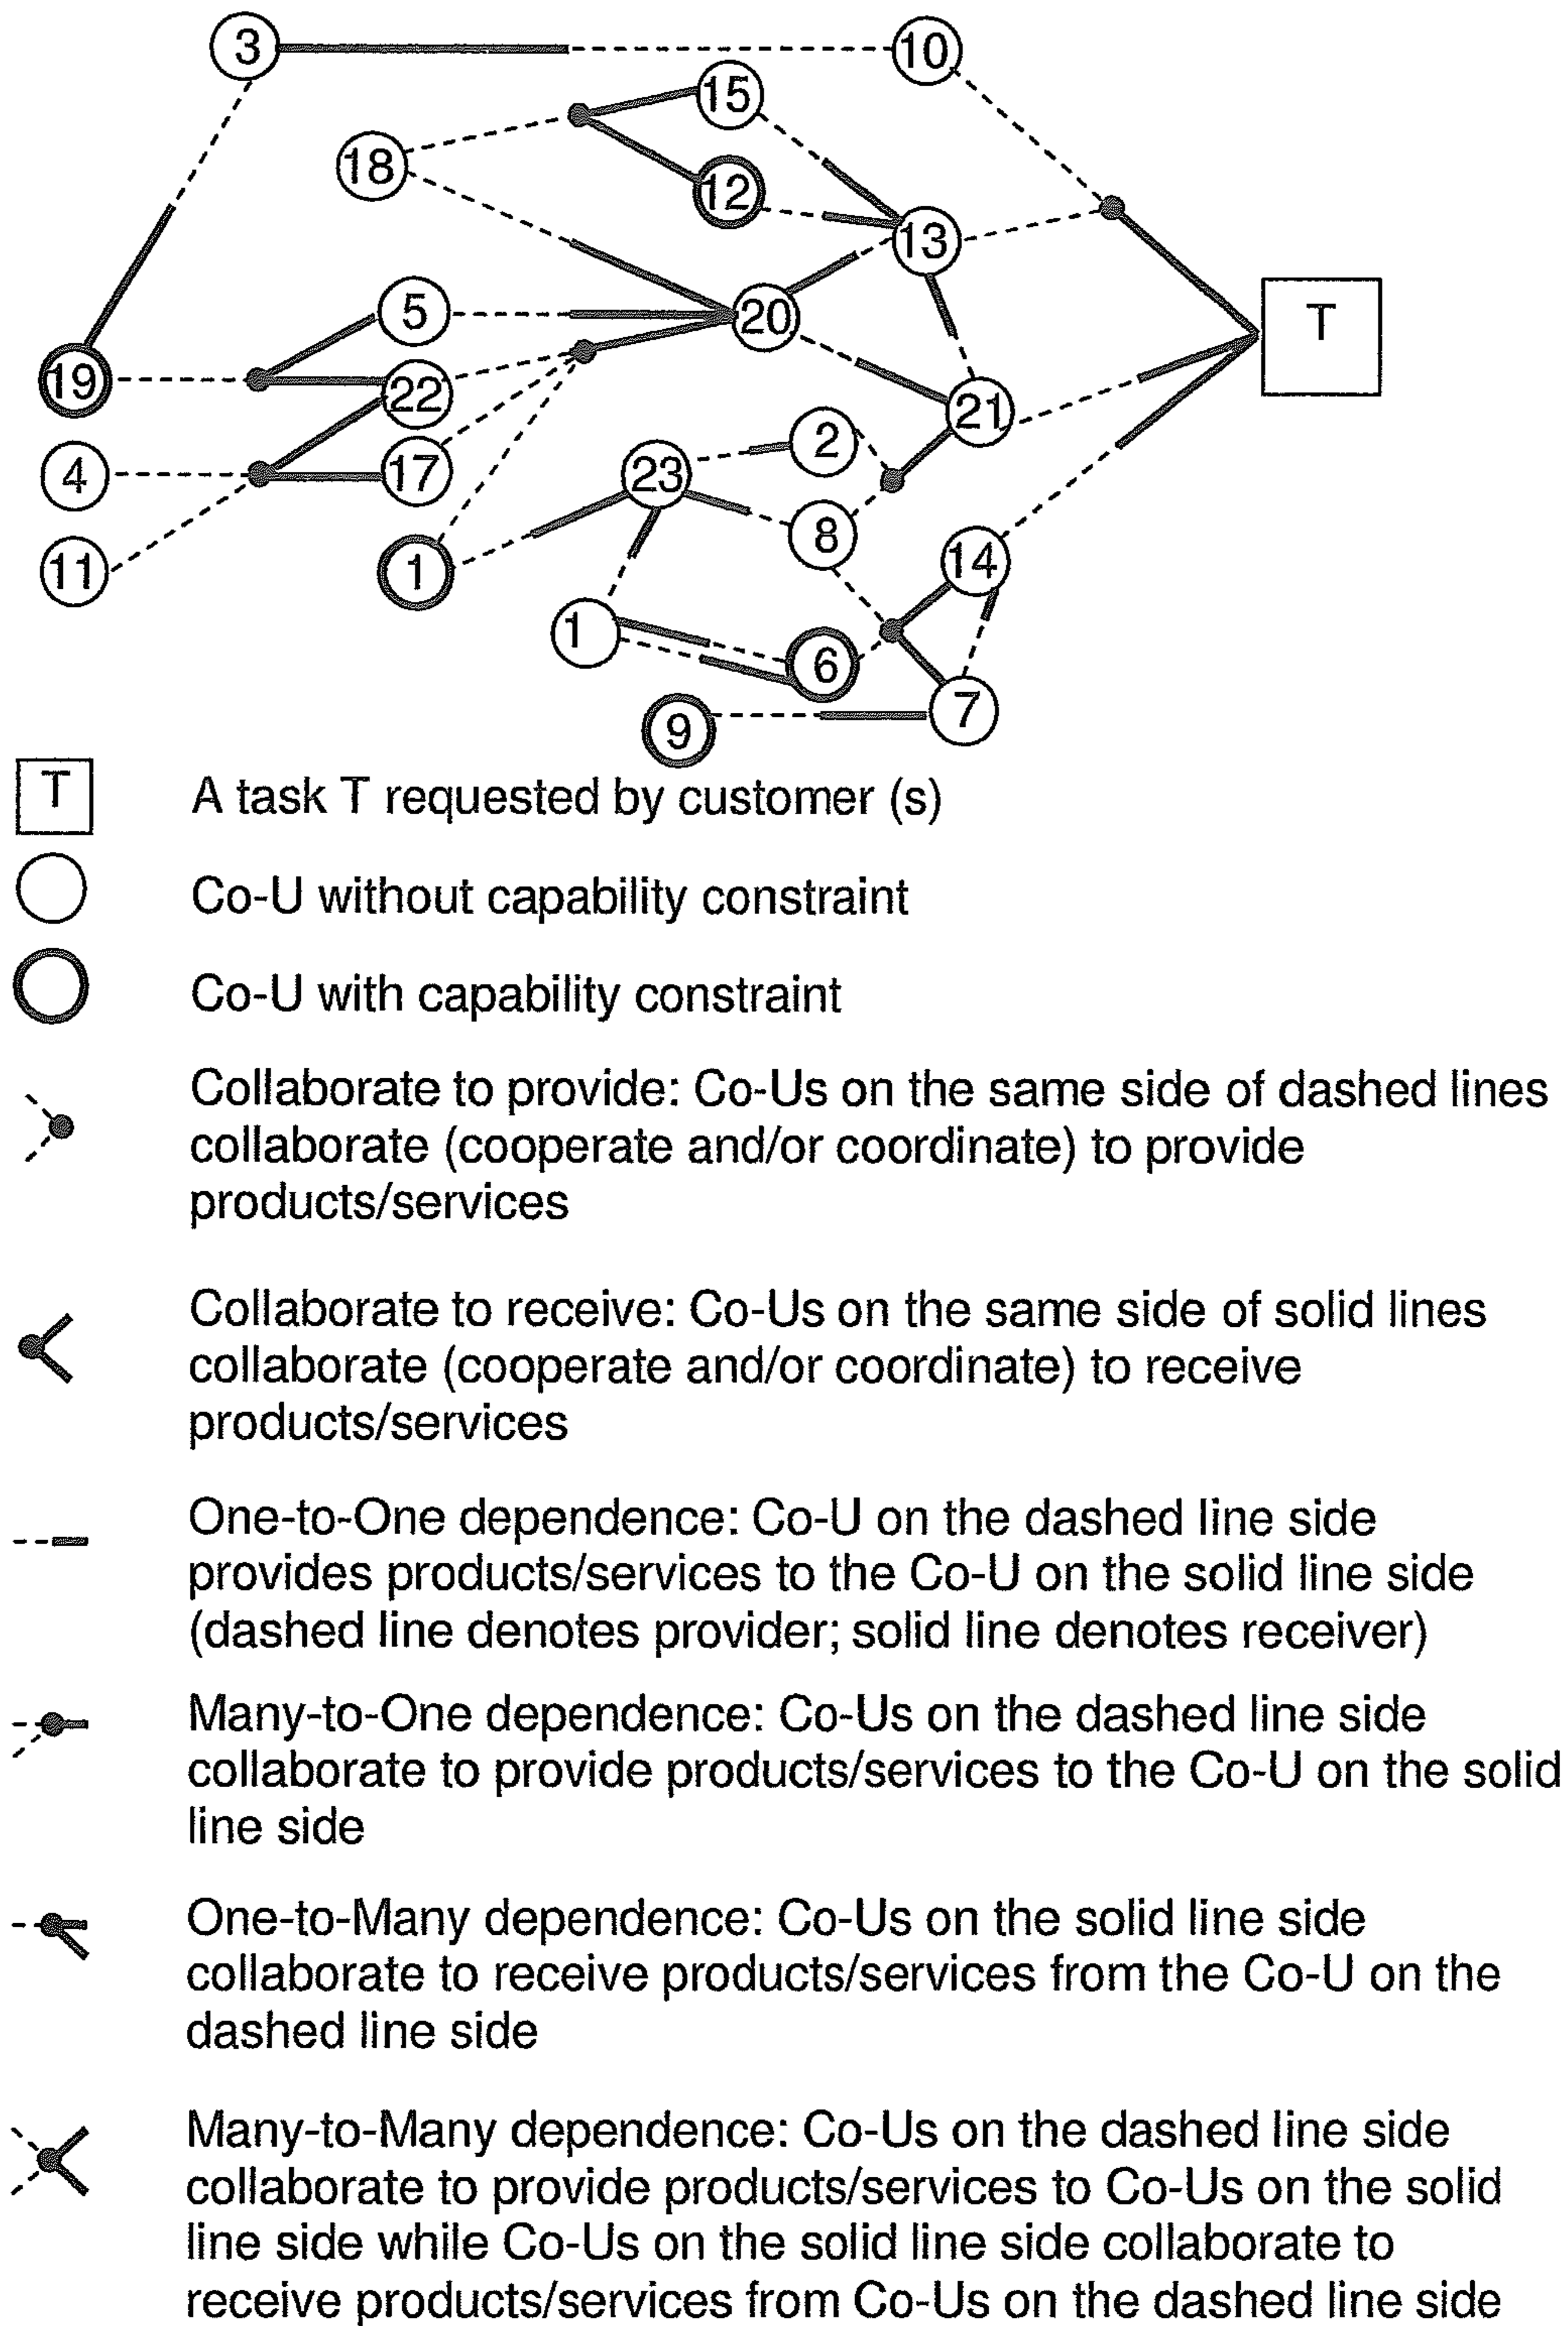 3
10
15
18
12
13
T
5
20
19
22
21
2
23
4
17
8
14
11
1
1
6
7
9
T
A task T requested by customer (s)
Co-U without capability constraint
Co-U with capability constraint
Collaborate to provide: Co-Us on the same side of dashed lines
collaborate (cooperate and/or coordinate) to provide
products/services
Collaborate to receive: Co-Us on the same side of solid lines
collaborate (cooperate and/or coordinate) to receive
products/services
One-to-One dependence: Co-U on the dashed line side
provides products/services to the Co-U on the solid line side
(dashed line denotes provider; solid line denotes receiver)
Many-to-One dependence: Co-Us on the dashed line side
collaborate to provide products/services to the Co-U on the solid
line side
One-to-Many dependence: Co-Us on the solid line side
collaborate to receive products/services from the Co-U on the
dashed line side
Many-to-Many dependence: Co-Us on the dashed line side
collaborate to provide products/services to Co-Us on the solid
line side while Co-Us on the solid line side collaborate to
receive products/services from Co-Us on the dashed line side